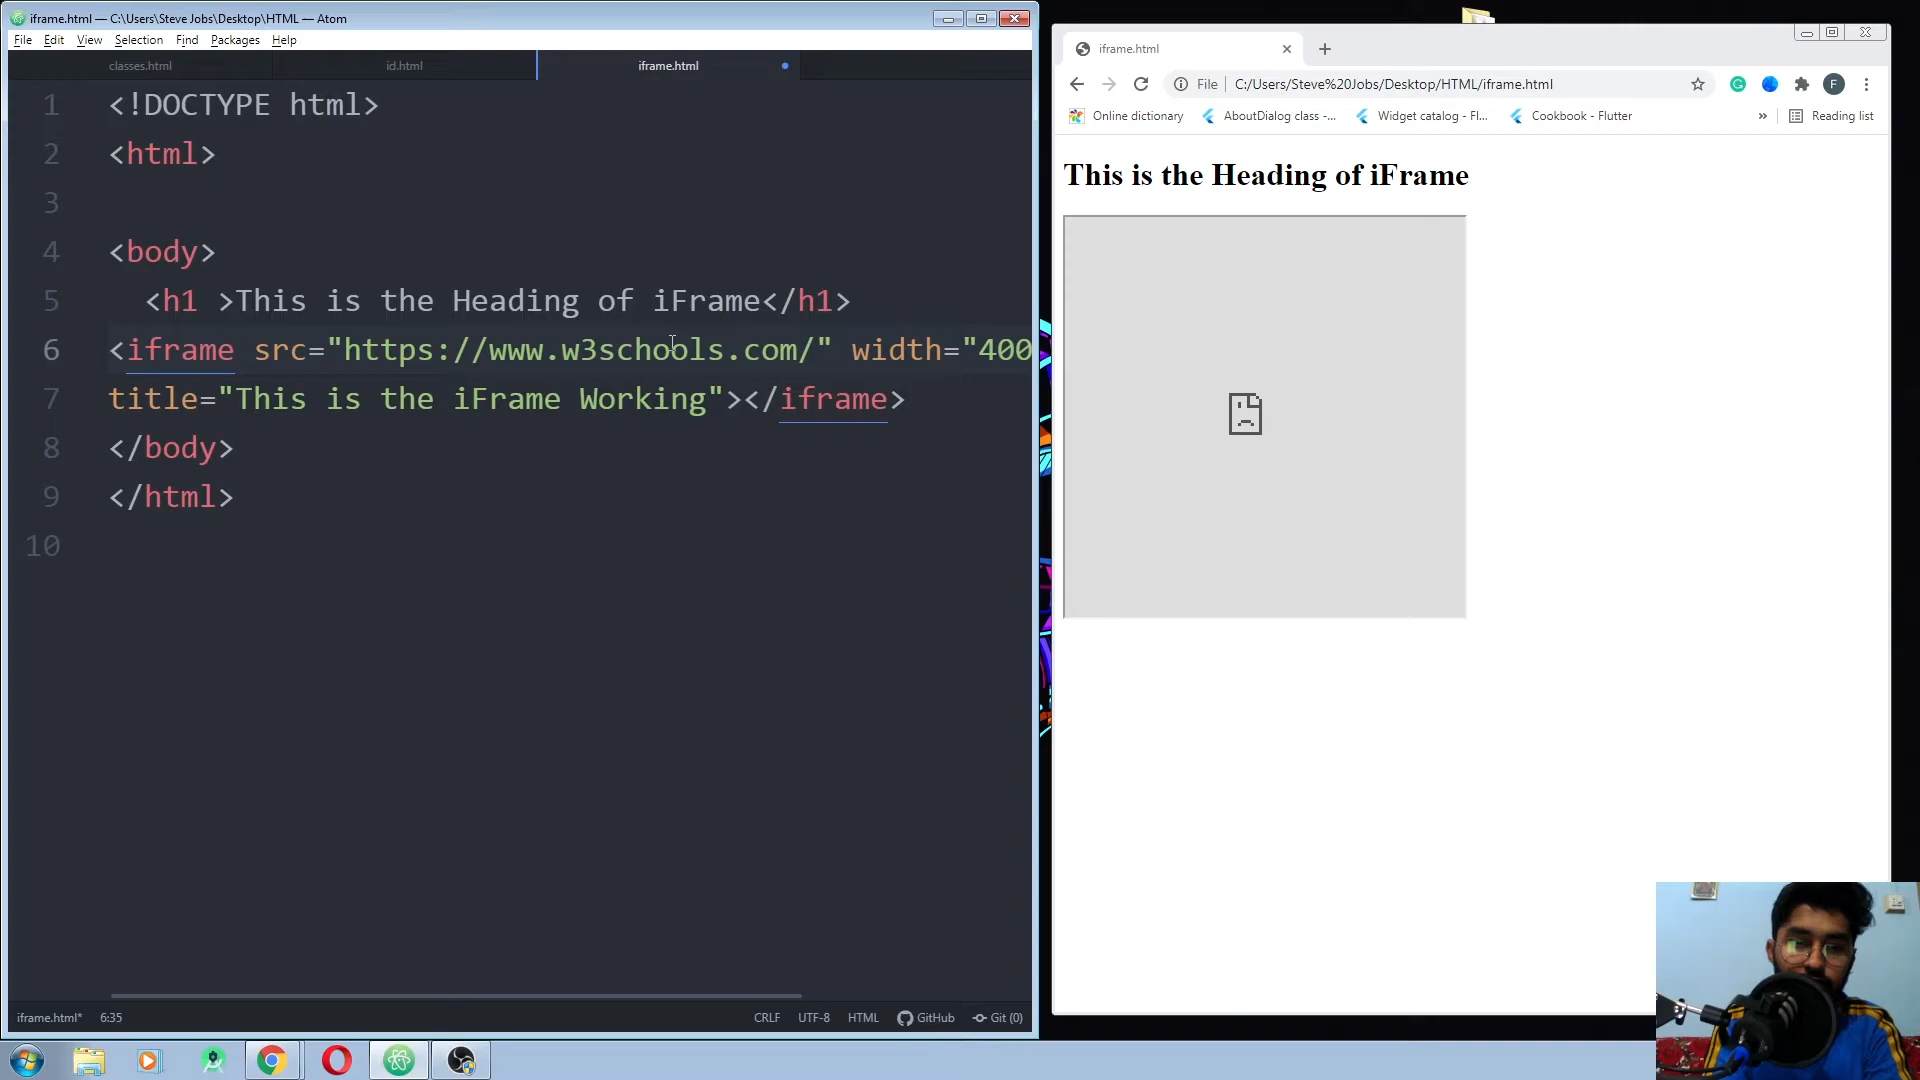 iframe.html — C:\Users\Steve Jobs\Desktop\HTML — Atom
File Edit View Selection Find Packages Help
classes.html id.html iframe.html
1 <!DOCTYPE html>
2 <html>
3
4 <body>
5 <h1 >This is the Heading of iFrame</h1>
6 <iframe src="https://www.w3schools.com/" width="400
7 title="This is the iFrame Working"></iframe>
8 </body>
9 </html>
10
iframe.html* 6:35 CRLF UTF-8 HTML GitHub Git (0)
iframe.html
File C:/Users/Steve%20Jobs/Desktop/HTML/iframe.html F
Online dictionary AboutDialog class -... Widget catalog - Fl... Cookbook - Flutter » Reading list
This is the Heading of iFrame